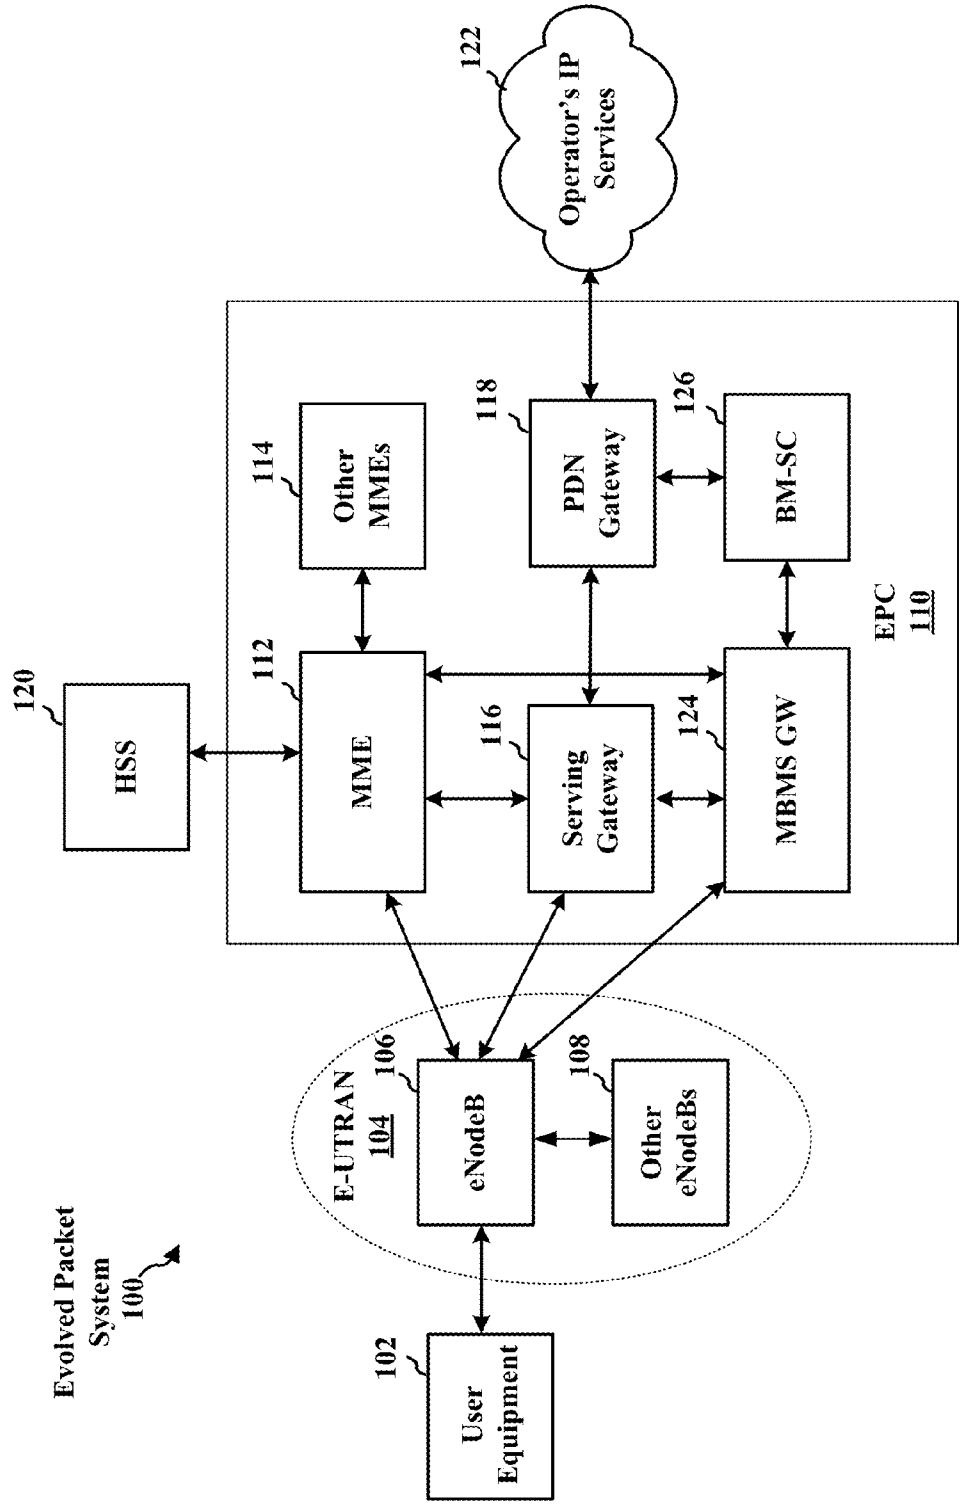 Evolved Packet
System
100
120
HSS
E-UTRAN
104
112
MME
114
Other
MMEs
102
User
Equipment
106
eNodeB
116
Serving
Gateway
118
PDN
Gateway
122
Operator's IP
Services
108
Other
eNodeBs
124
MBMS GW
126
BM-SC
EPC
110